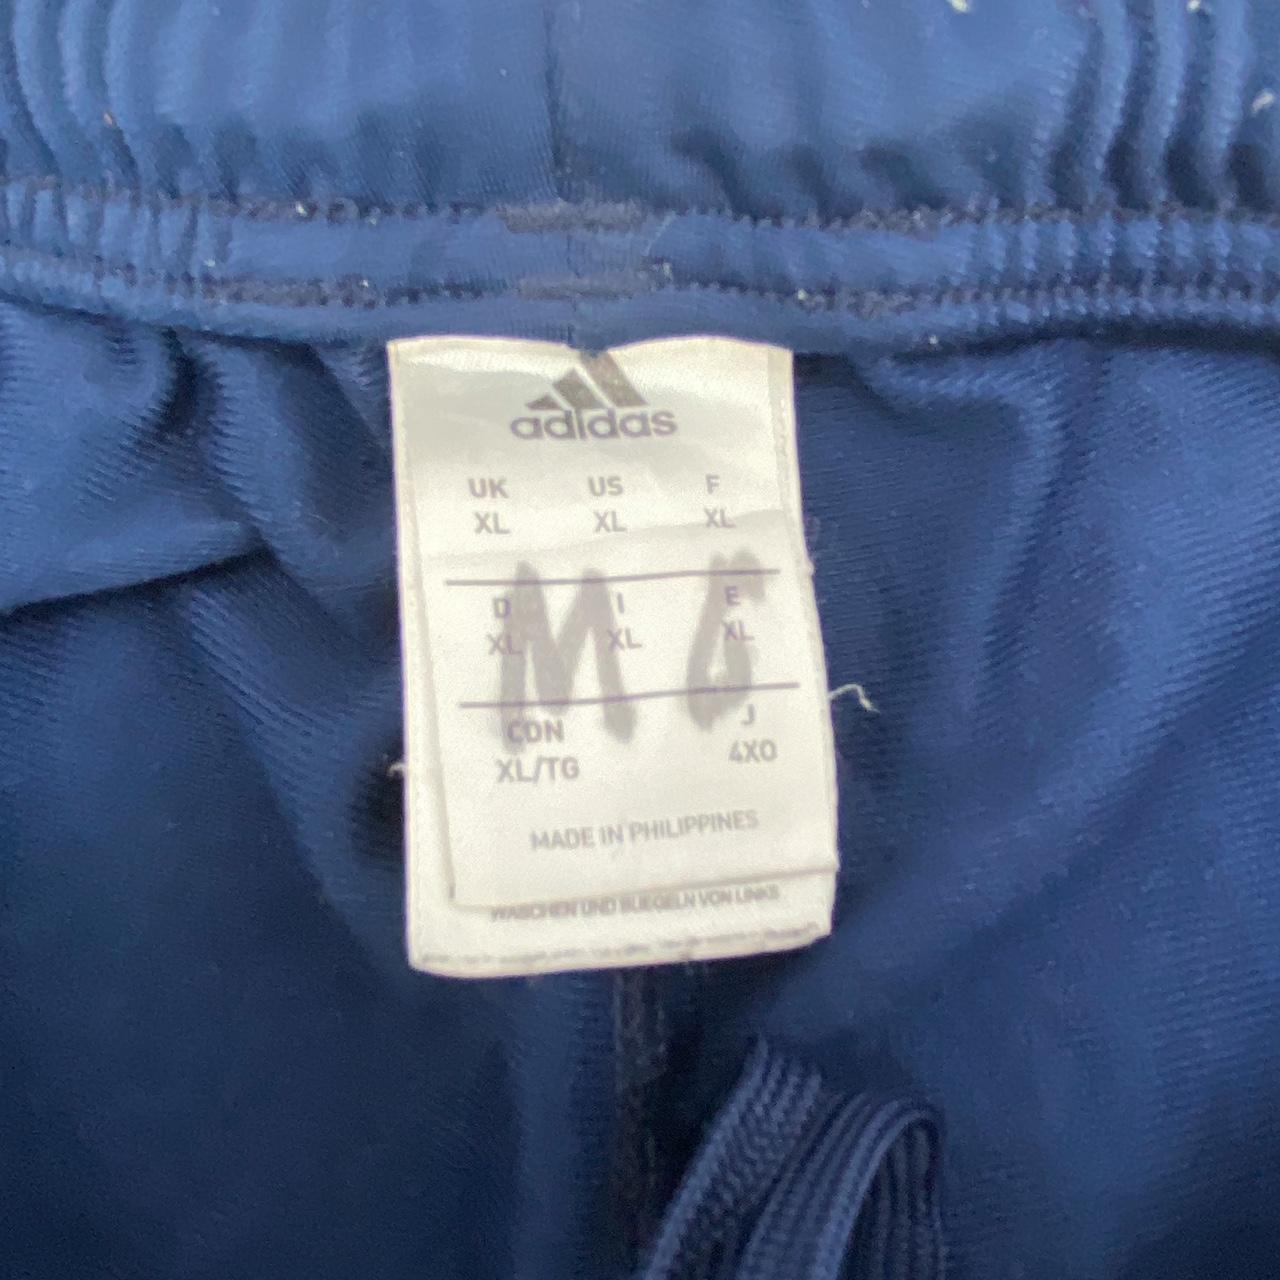 adidas
UK US F
XL XL XL
M G
D I E
XL XL XL
CDN J
XL/TG 4XO
MADE IN PHILIPPINES
WASCHEN UND BUEGELN VON LINKS